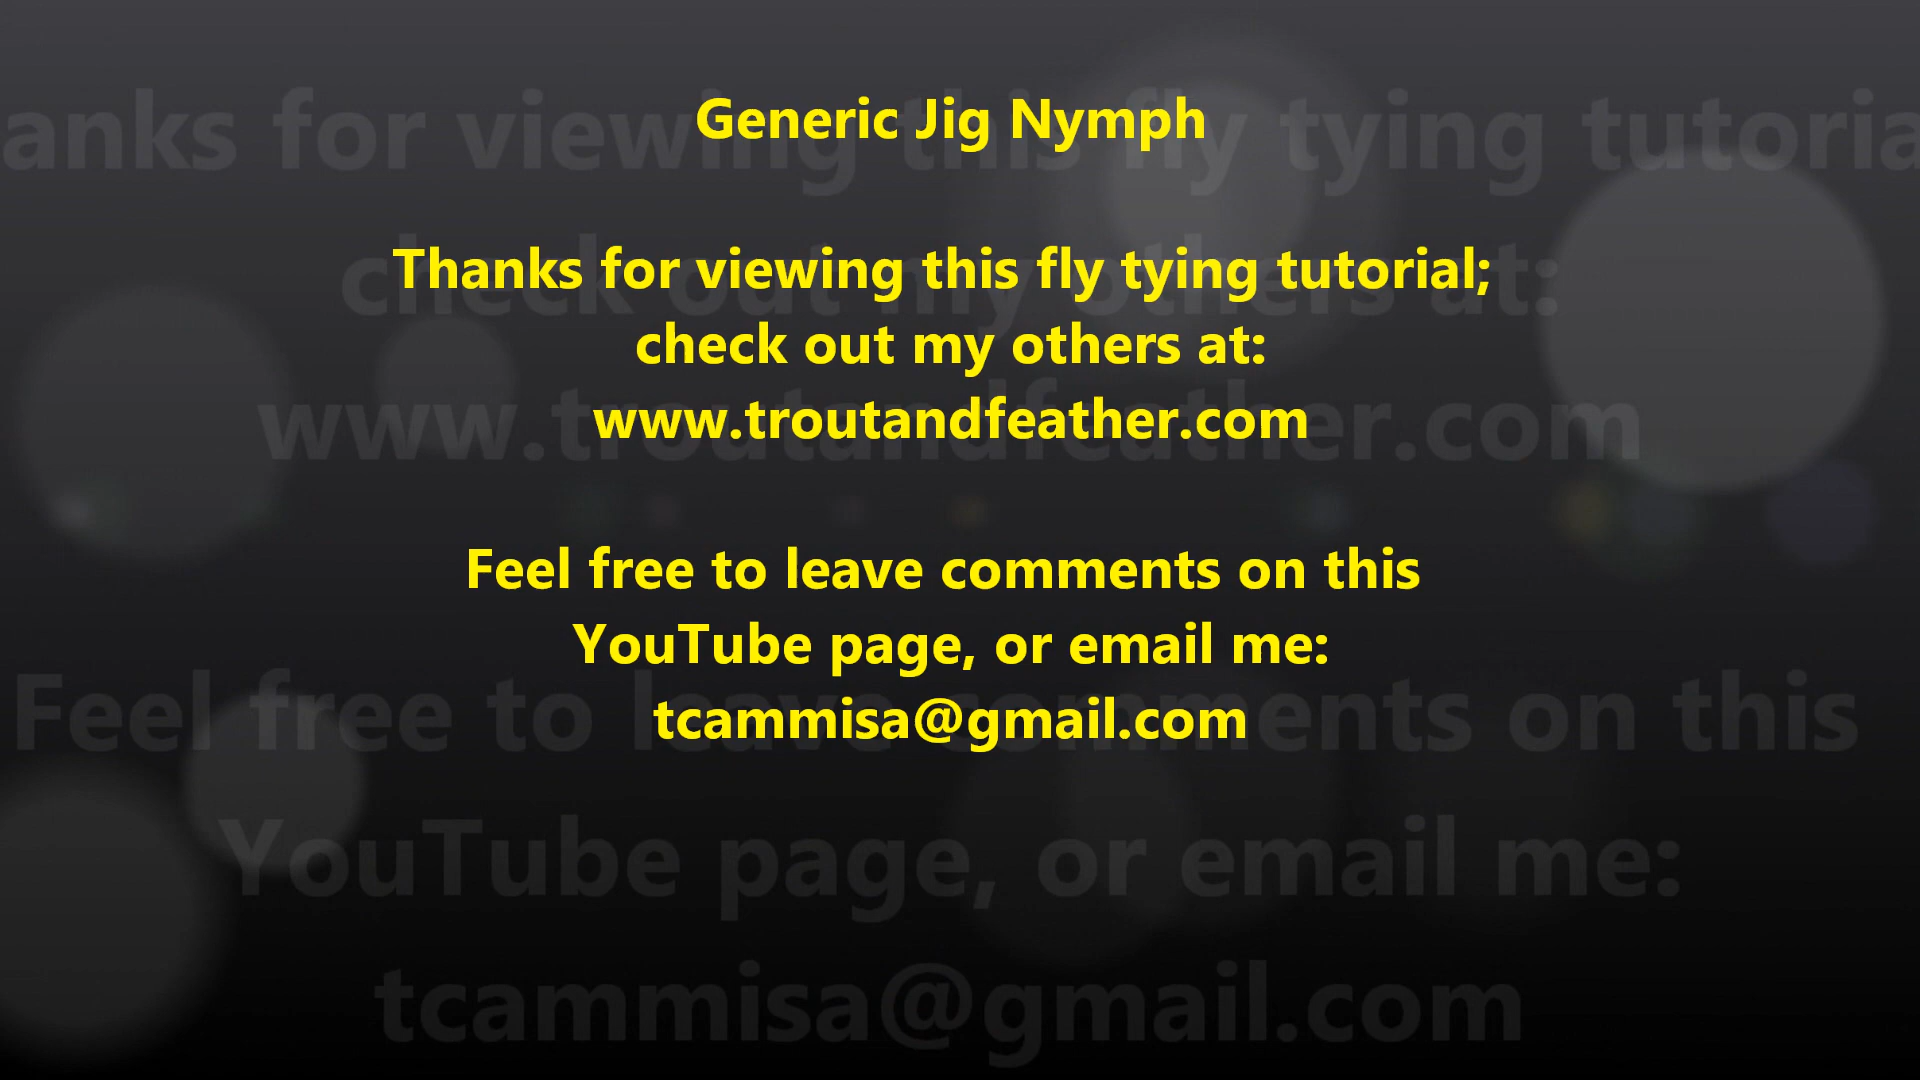 Generic Jig Nymph
Thanks for viewing this fly tying tutorial;
check out my others at:
www.troutandfeather.com
Feel free to leave comments on this
YouTube page, or email me:
tcammisa@gmail.com